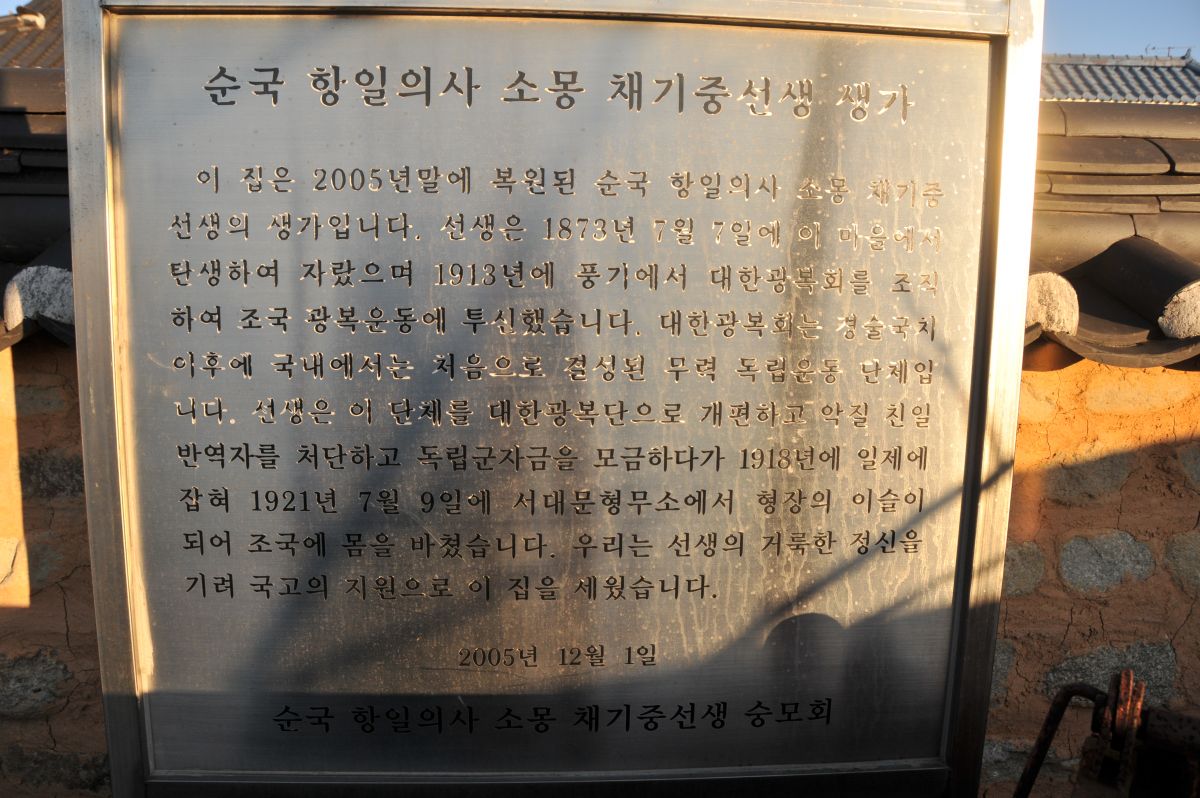 순국 항일의사 소몽 채기중선생 생가
이 집은 2005년말에 복원된 순국 항일의사 소몽 채기중
선생의 생가입니다. 선생은 1873년 7월 7일에 이 마을에서
탄생하여 자랐으며 1913년에 풍기에서 대한광복회를 조직
하여 조국 광복운동에 투신했습니다. 대한광복회는 경술국치
이후에 국내에서는 처음으로 결성된 무력 독립운동 단체입
니다. 선생은 이 단체를 대한광복단으로 개편하고 악질 친일
반역자를 처단하고 독립군자금을 모금하다가 1918년에 일제에
잡혀 1921년 7월 9일에 서대문형무소에서 형장의 이슬이
되어 조국에 몸을 바쳤습니다. 우리는 선생의 거룩한 정신을
기려 국고의 지원으로 이 집을 세웠습니다.
2005년 12월 1일
순국 항일의사 소몽 채기중선생 숭모회